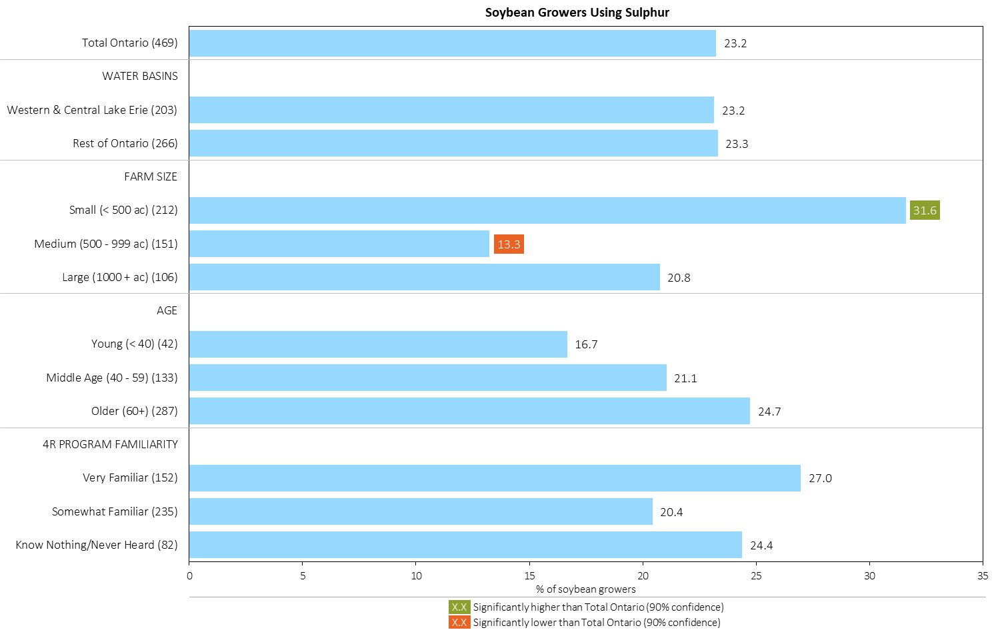 Soybean Growers Using Sulphur
Total Ontario (469) 23.2
WATER BASINS
Western & Central Lake Erie (203) 23.2
Rest of Ontario (266) 23.3
FARM SIZE
Small (< 500 ac) (212) 31.6
Medium (500 - 999 ac) (151) 13.3
Large (1000 + ac) (106) 20.8
AGE
Young (< 40) (42) 16.7
Middle Age (40 - 59) (133) 21.1
Older (60+) (287) 24.7
4R PROGRAM FAMILIARITY
Very Familiar (152) 27.0
Somewhat Familiar (235) 20.4
Know Nothing/Never Heard (82) 24.4
0 5 10 15 20 25 30 35
% of soybean growers
X.X Significantly higher than Total Ontario (90% confidence)
X.X Significantly lower than Total Ontario (90% confidence)